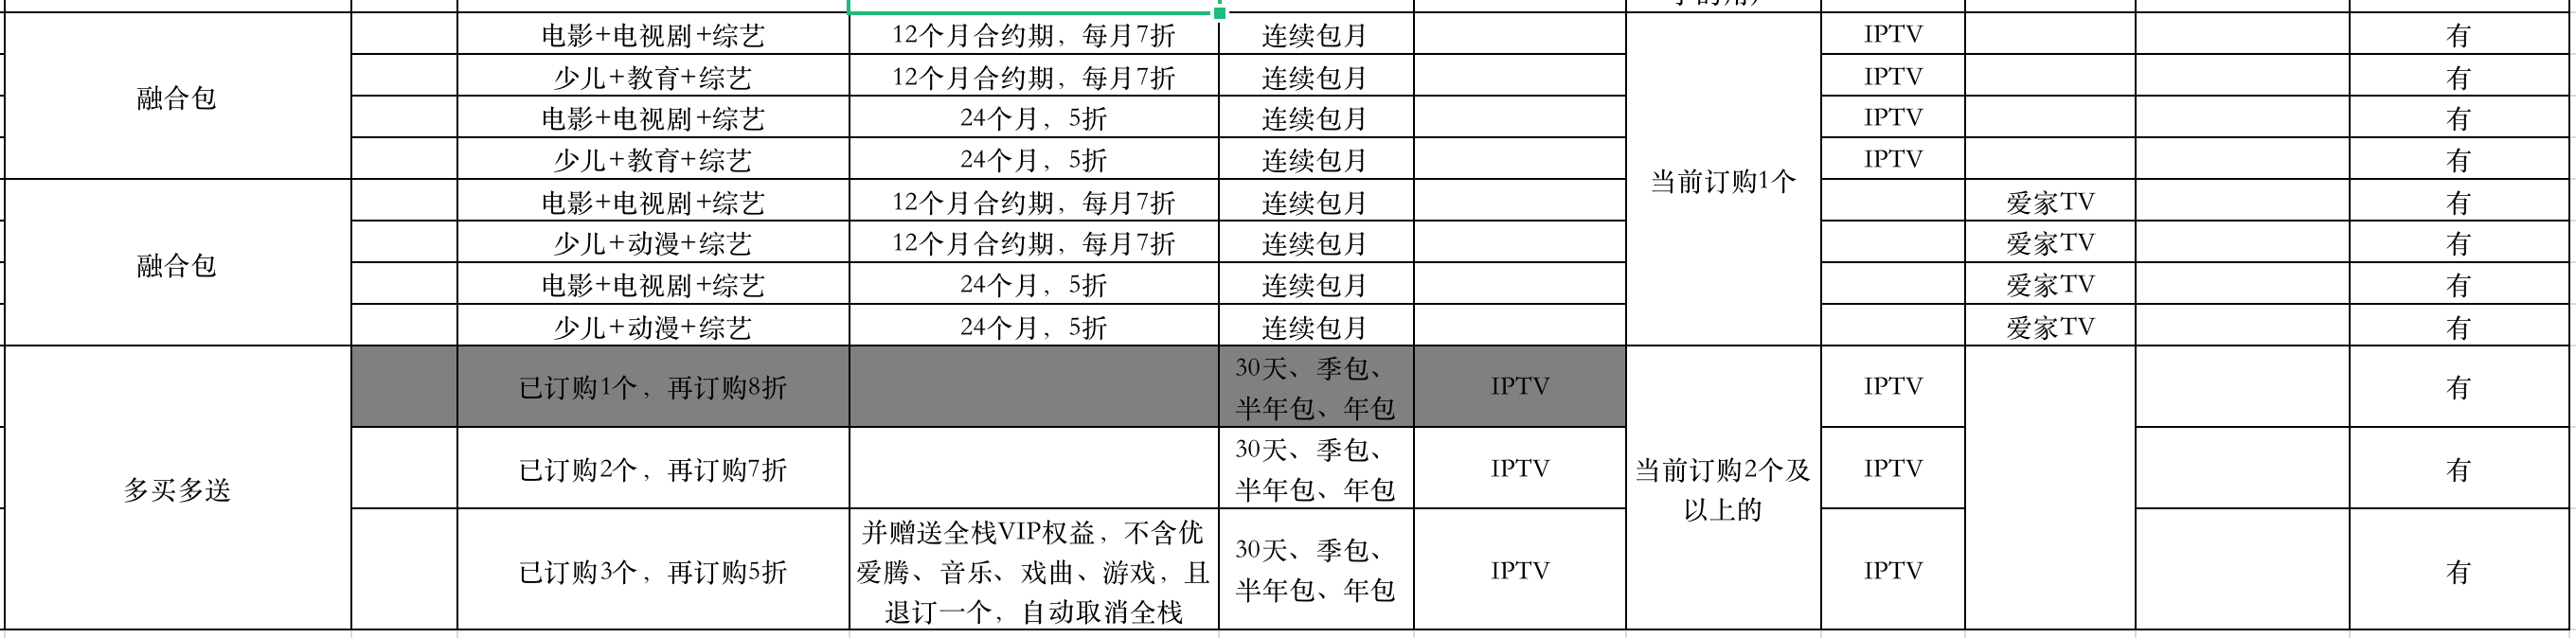 电影+电视剧+综艺 12个月合约期，每月7折 连续包月 IPTV 有
融合包
少儿+教育+综艺 12个月合约期，每月7折 连续包月 IPTV 有
电影+电视剧+综艺 24个月，5折 连续包月 IPTV 有
少儿+教育+综艺 24个月，5折 连续包月 IPTV 有
当前订购1个
融合包
电影+电视剧+综艺 12个月合约期，每月7折 连续包月 爱家TV 有
少儿+动漫+综艺 12个月合约期，每月7折 连续包月 爱家TV 有
电影+电视剧+综艺 24个月，5折 连续包月 爱家TV 有
少儿+动漫+综艺 24个月，5折 连续包月 爱家TV 有
多买多送
已订购1个，再订购8折 30天、季包、 IPTV IPTV 有
半年包、年包
当前订购2个及
以上的
已订购2个，再订购7折 30天、季包、 IPTV IPTV 有
半年包、年包
已订购3个，再订购5折
并赠送全栈VIP权益，不含优
爱腾、音乐、戏曲、游戏，且
退订一个，自动取消全栈
30天、季包、 IPTV IPTV 有
半年包、年包